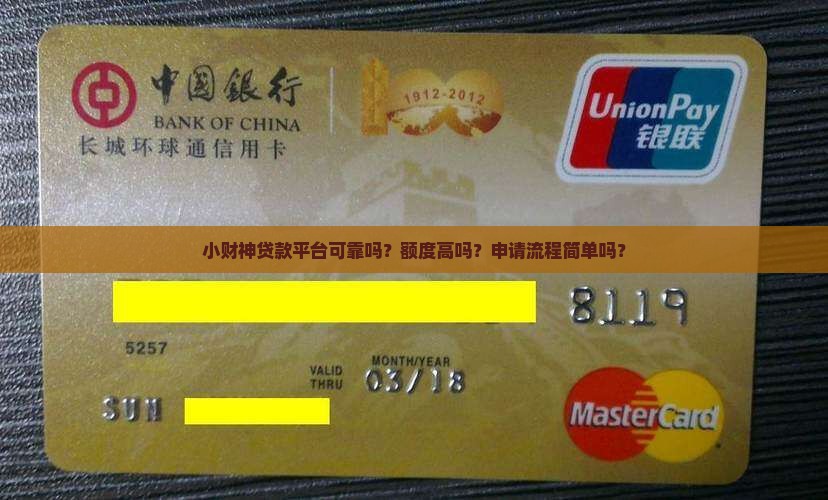 中國銀行
BANK OF CHINA
长城环球通信用卡
1912-2012
UnionPay
银联
小财神贷款平台可靠吗？额度高吗？申请流程简单吗？
8119
5257
VALID
THRU
MONTH/YEAR
03/18
SUN
MasterCard